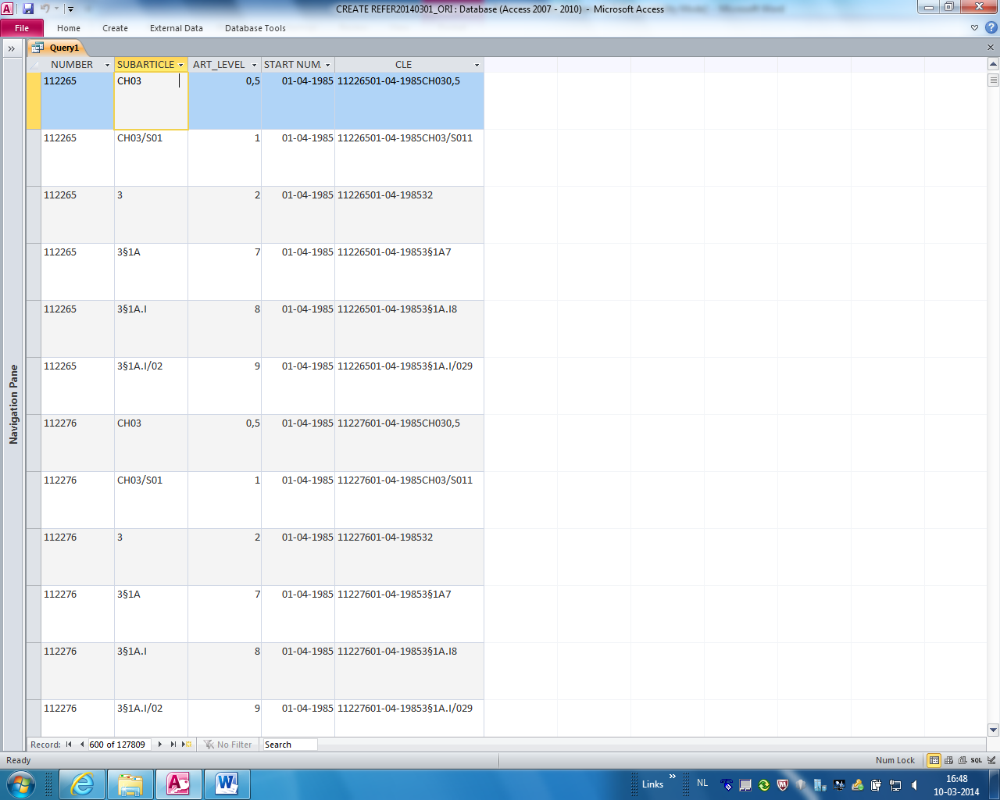 CREATE REFER20140301_ORI : Database (Access 2007 - 2010) - Microsoft Access
File Home Create External Data Database Tools
Query1
NUMBER SUBARTICLE ART_LEVEL START NUM. CLE
112265 CH03 0,5 01-04-1985 11226501-04-1985CH030,5
112265 CH03/S01 1 01-04-1985 11226501-04-1985CH03/S011
112265 3 2 01-04-1985 11226501-04-198532
112265 3§1A 7 01-04-1985 11226501-04-19853§1A7
112265 3§1A.I 8 01-04-1985 11226501-04-19853§1A.I8
112265 3§1A.I/02 9 01-04-1985 11226501-04-19853§1A.I/029
112276 CH03 0,5 01-04-1985 11227601-04-1985CH030,5
112276 CH03/S01 1 01-04-1985 11227601-04-1985CH03/S011
112276 3 2 01-04-1985 11227601-04-198532
112276 3§1A 7 01-04-1985 11227601-04-19853§1A7
112276 3§1A.I 8 01-04-1985 11227601-04-19853§1A.I8
112276 3§1A.I/02 9 01-04-1985 11227601-04-19853§1A.I/029
Navigation Pane
Record: 600 of 127809 No Filter Search
Ready Num Lock SQL
Links NL 16:48
10-03-2014